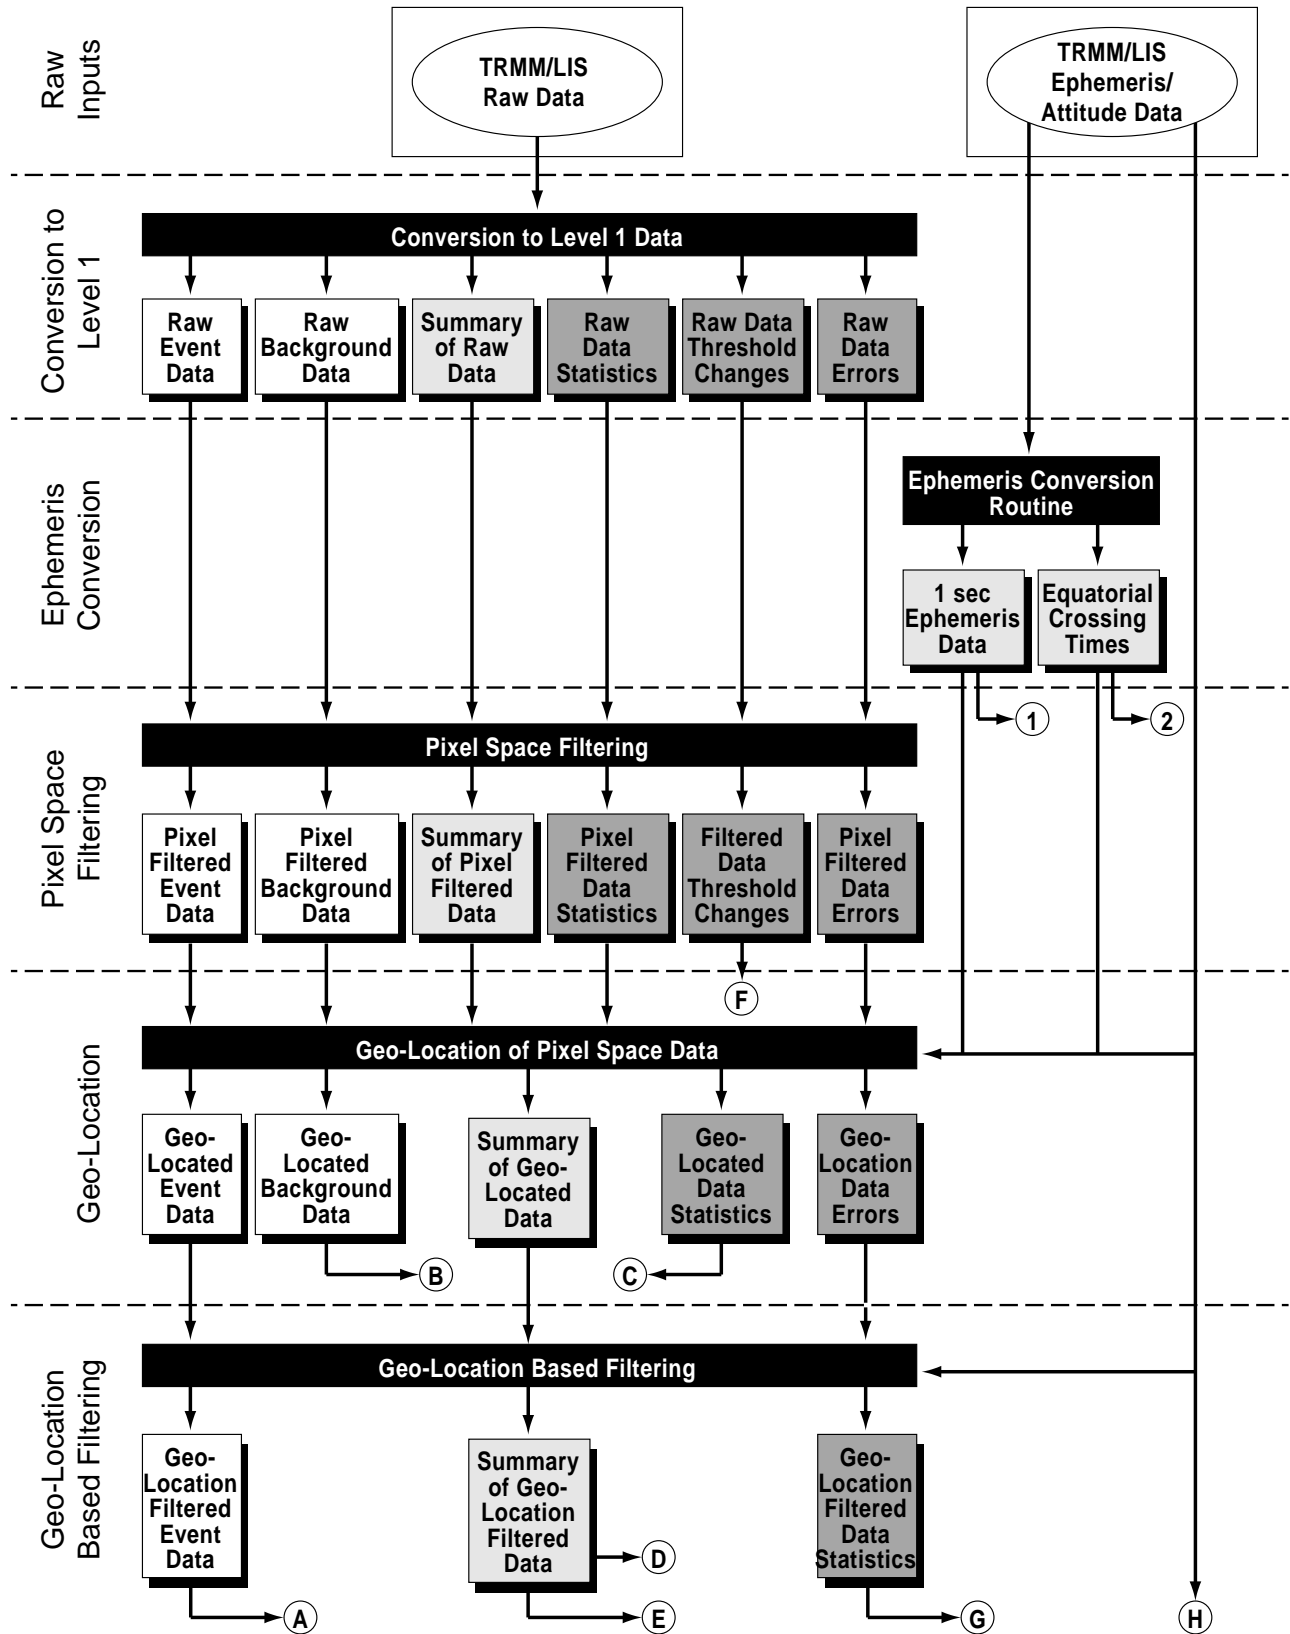 Raw
Inputs
TRMM/LIS
Raw Data
TRMM/LIS
Ephemeris/
Attitude Data
Conversion to
Level 1
Conversion to Level 1 Data
Raw
Event
Data
Raw
Background
Data
Summary
of Raw
Data
Raw
Data
Statistics
Raw Data
Threshold
Changes
Raw
Data
Errors
Ephemeris
Conversion
Ephemeris Conversion
Routine
1 sec
Ephemeris
Data
Equatorial
Crossing
Times
1
2
Pixel Space
Filtering
Pixel Space Filtering
Pixel
Filtered
Event
Data
Pixel
Filtered
Background
Data
Summary
of Pixel
Filtered
Data
Pixel
Filtered
Data
Statistics
Filtered
Data
Threshold
Changes
Pixel
Filtered
Data
Errors
F
Geo-Location
Geo-Location of Pixel Space Data
Geo-
Located
Event
Data
Geo-
Located
Background
Data
Summary
of Geo-
Located
Data
Geo-
Located
Data
Statistics
Geo-
Location
Data
Errors
B
C
Geo-Location
Based Filtering
Geo-Location Based Filtering
Geo-
Location
Filtered
Event
Data
Summary
of Geo-
Location
Filtered
Data
Geo-
Location
Filtered
Data
Statistics
D
A
E
G
H